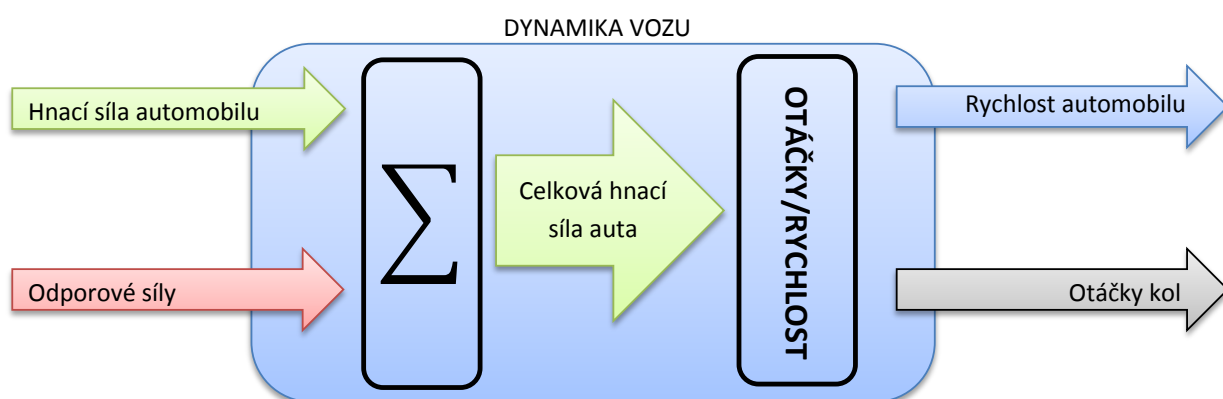 DYNAMIKA VOZU
Hnací síla automobilu
Odporové síly
∑
Celková hnací
síla auta
OTÁČKY/RYCHLOST
Rychlost automobilu
Otáčky kol